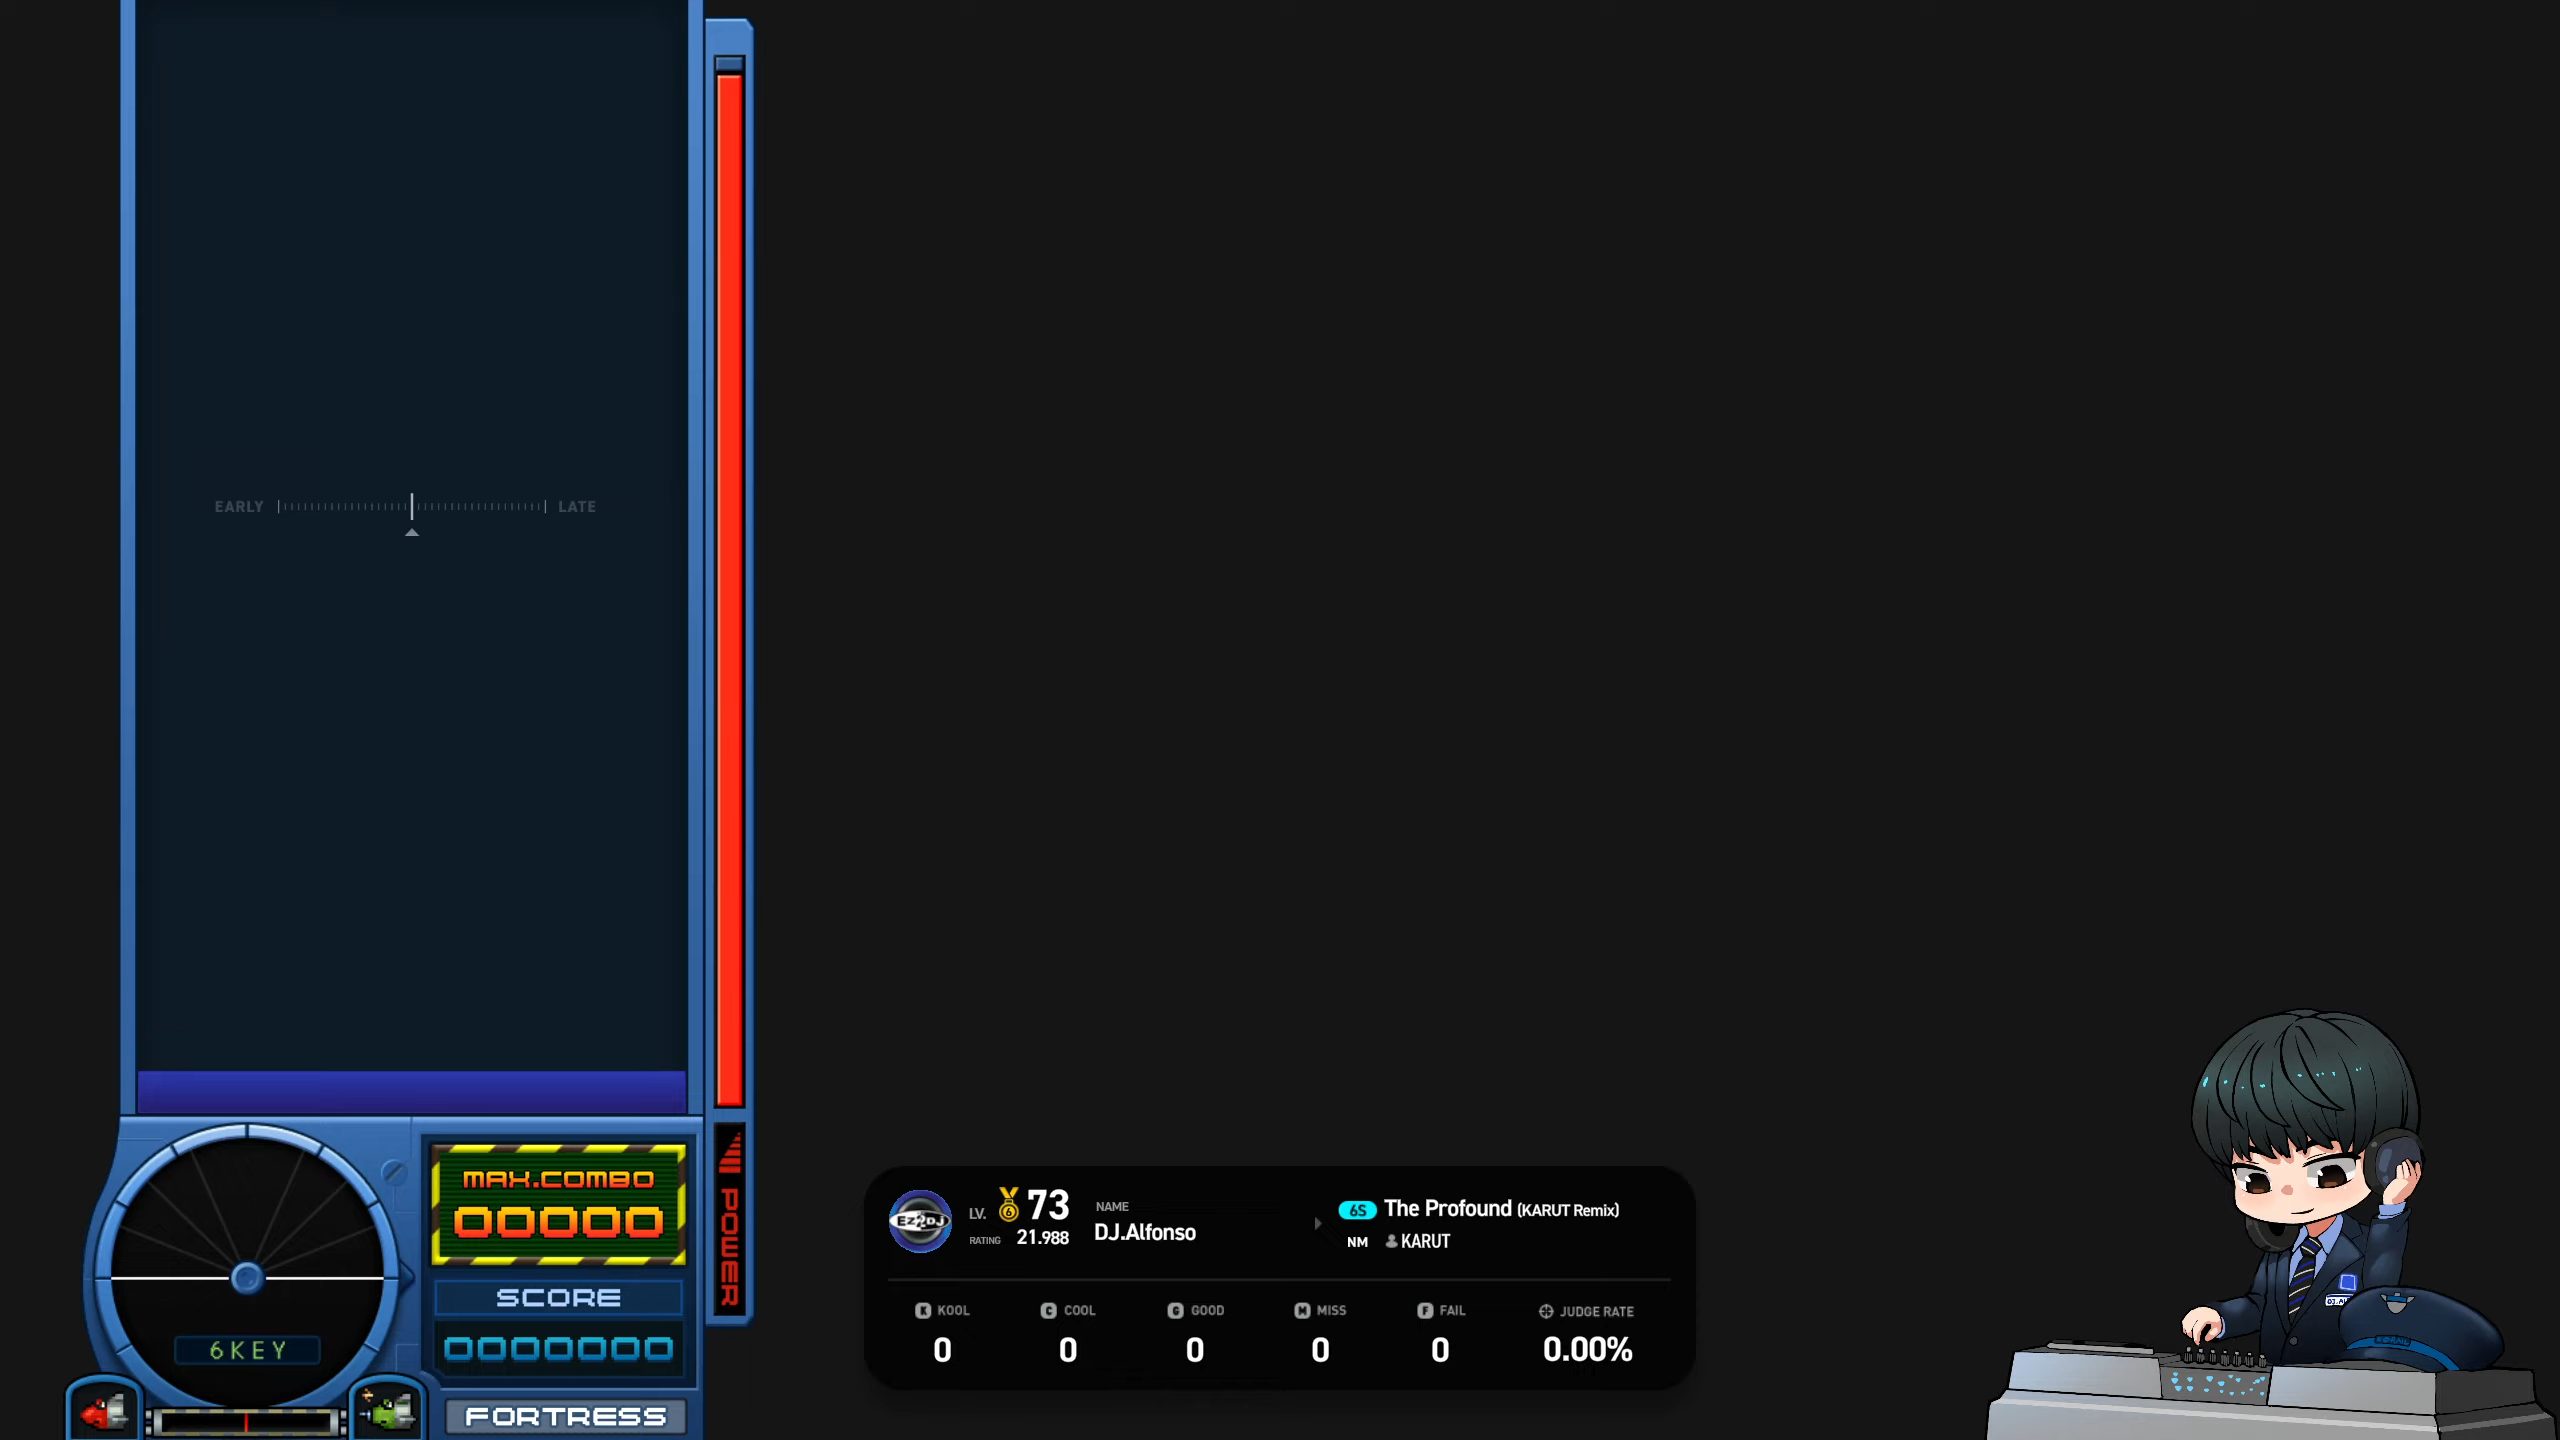 EARLY LATE
6KEY
MAX.COMBO
00000
SCORE
0000000
FORTRESS
POWER
EZ2DJ
LV. 6 73
RATING 21.988
NAME
DJ.Alfonso
6S The Profound (KARUT Remix)
NM KARUT
K KOOL C COOL G GOOD M MISS F FAIL JUDGE RATE
0 0 0 0 0 0.00%